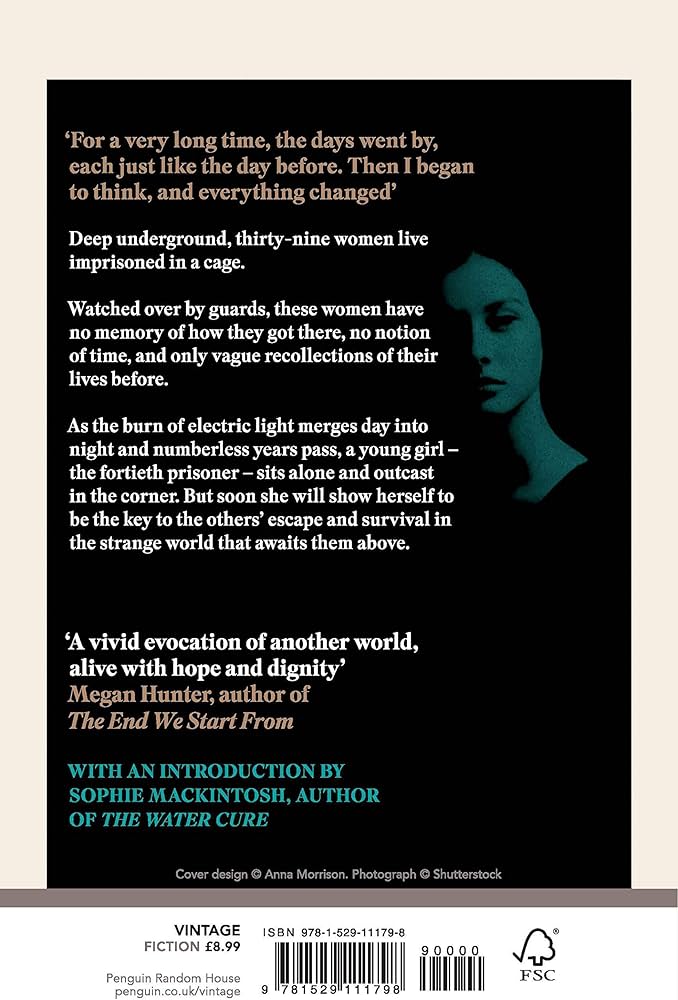 ‘For a very long time, the days went by,
each just like the day before. Then I began
to think, and everything changed’
Deep underground, thirty-nine women live
imprisoned in a cage.
Watched over by guards, these women have
no memory of how they got there, no notion
of time, and only vague recollections of their
lives before.
As the burn of electric light merges day into
night and numberless years pass, a young girl –
the fortieth prisoner – sits alone and outcast
in the corner. But soon she will show herself to
be the key to the others’ escape and survival in
the strange world that awaits them above.
‘A vivid evocation of another world,
alive with hope and dignity’
Megan Hunter, author of
The End We Start From
WITH AN INTRODUCTION BY
SOPHIE MACKINTOSH, AUTHOR
OF THE WATER CURE
Cover design © Anna Morrison. Photograph © Shutterstock
VINTAGE
FICTION £8.99
Penguin Random House
penguin.co.uk/vintage
ISBN 978-1-529-11179-8
90000
9 781529 111798
®
FSC